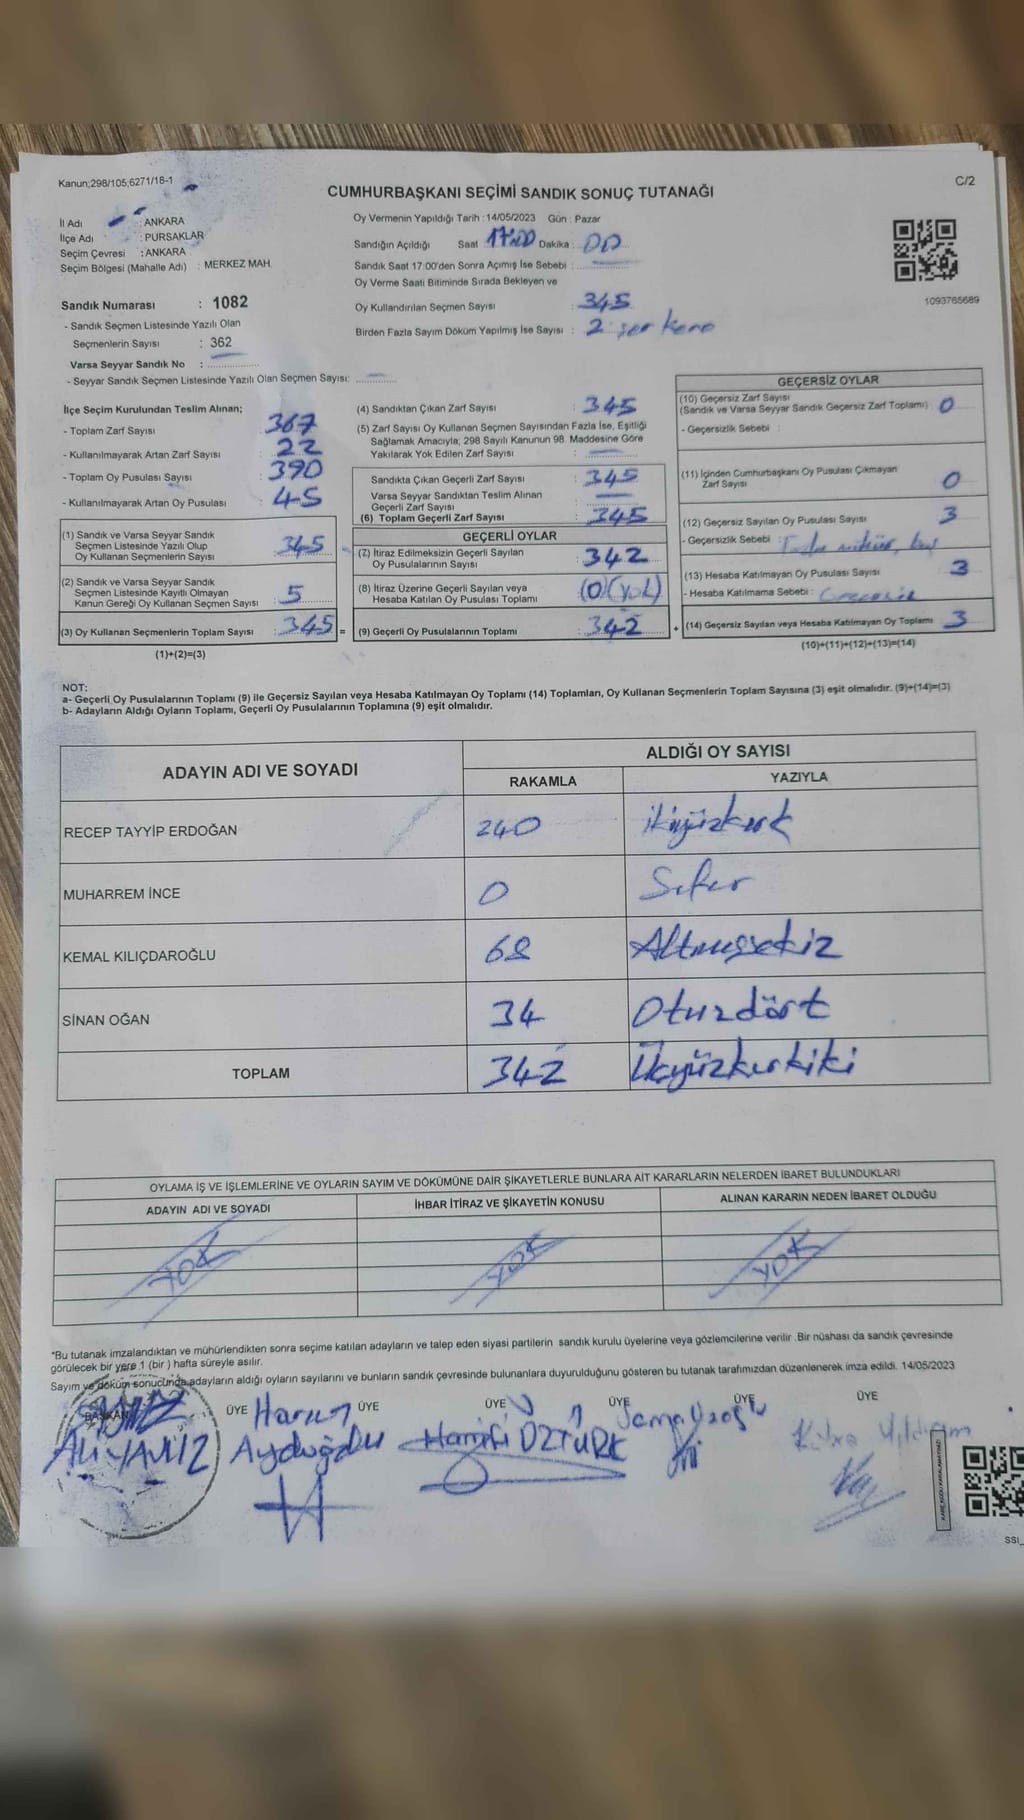 Kanun;298/105;6271/18-1
C/2
CUMHURBAŞKANI SEÇİMİ SANDIK SONUÇ TUTANAĞI
İl Adı : ANKARA
İlçe Adı : PURSAKLAR
Seçim Çevresi : ANKARA
Seçim Bölgesi (Mahalle Adı) : MERKEZ MAH.
Oy Vermenin Yapıldığı Tarih : 14/05/2023 Gün : Pazar
Sandığın Açıldığı Saat 17:00 Dakika : 00
Sandık Saat 17:00'den Sonra Açımış İse Sebebi :
Oy Verme Saati Bitiminde Sırada Bekleyen ve
Oy Kullandırılan Seçmen Sayısı : 345
Birden Fazla Sayım Döküm Yapılmış İse Sayısı : 2 şer kere
1093765689
Sandık Numarası : 1082
- Sandık Seçmen Listesinde Yazılı Olan
Seçmenlerin Sayısı : 362
Varsa Seyyar Sandık No :
- Seyyar Sandık Seçmen Listesinde Yazılı Olan Seçmen Sayısı:
İlçe Seçim Kurulundan Teslim Alınan;
- Toplam Zarf Sayısı : 367
- Kullanılmayarak Artan Zarf Sayısı : 22
- Toplam Oy Pusulası Sayısı : 390
- Kullanılmayarak Artan Oy Pusulası : 45
(1) Sandık ve Varsa Seyyar Sandık
Seçmen Listesinde Yazılı Olup
Oy Kullanan Seçmenlerin Sayısı : 345
(2) Sandık ve Varsa Seyyar Sandık
Seçmen Listesinde Kayıtlı Olmayan
Kanun Gereği Oy Kullanan Seçmen Sayısı : 5
(3) Oy Kullanan Seçmenlerin Toplam Sayısı : 345 =
(1)+(2)=(3)
(4) Sandıktan Çıkan Zarf Sayısı : 345
(5) Zarf Sayısı Oy Kullanan Seçmen Sayısından Fazla İse, Eşitliği
Sağlamak Amacıyla; 298 Sayılı Kanunun 98. Maddesine Göre
Yakılarak Yok Edilen Zarf Sayısı :
Sandıkta Çıkan Geçerli Zarf Sayısı : 345
Varsa Seyyar Sandıktan Teslim Alınan
Geçerli Zarf Sayısı :
(6) Toplam Geçerli Zarf Sayısı : 345
GEÇERLİ OYLAR
(7) İtiraz Edilmeksizin Geçerli Sayılan
Oy Pusulalarının Sayısı : 342
(8) İtiraz Üzerine Geçerli Sayılan veya
Hesaba Katılan Oy Pusulası Toplamı : (0)(yok)
(9) Geçerli Oy Pusulalarının Toplamı : 342 +
GEÇERSİZ OYLAR
(10) Geçersiz Zarf Sayısı
(Sandık ve Varsa Seyyar Sandık Geçersiz Zarf Toplamı) : 0
- Geçersizlik Sebebi :
(11) İçinden Cumhurbaşkanı Oy Pusulası Çıkmayan
Zarf Sayısı : 0
(12) Geçersiz Sayılan Oy Pusulası Sayısı : 3
- Geçersizlik Sebebi :
(13) Hesaba Katılmayan Oy Pusulası Sayısı : 3
- Hesaba Katılmama Sebebi :
(14) Geçersiz Sayılan veya Hesaba Katılmayan Oy Toplamı : 3
(10)+(11)+(12)+(13)=(14)
NOT:
a- Geçerli Oy Pusulalarının Toplamı (9) ile Geçersiz Sayılan veya Hesaba Katılmayan Oy Toplamı (14) Toplamları, Oy Kullanan Seçmenlerin Toplam Sayısına (3) eşit olmalıdır. (9)+(14)=(3)
b- Adayların Aldığı Oyların Toplamı, Geçerli Oy Pusulalarının Toplamına (9) eşit olmalıdır.
ADAYIN ADI VE SOYADI
ALDIĞI OY SAYISI
RAKAMLA YAZIYLA
RECEP TAYYİP ERDOĞAN 240 ikiyüzkırk
MUHARREM İNCE 0 Sıfır
KEMAL KILIÇDAROĞLU 68 Altmışsekiz
SİNAN OĞAN 34 Otuzdört
TOPLAM 342 Üçyüzkırkiki
OYLAMA İŞ VE İŞLEMLERİNE VE OYLARIN SAYIM VE DÖKÜMÜNE DAİR ŞİKAYETLERLE BUNLARA AİT KARARLARIN NELERDEN İBARET BULUNDUKLARI
ADAYIN ADI VE SOYADI İHBAR İTİRAZ VE ŞİKAYETİN KONUSU ALINAN KARARIN NEDEN İBARET OLDUĞU
YOK YOK YOK
*Bu tutanak imzalandıktan ve mühürlendikten sonra seçime katılan adayların ve talep eden siyasi partilerin sandık kurulu üyelerine veya gözlemcilerine verilir .Bir nüshası da sandık çevresinde
görülecek bir yere 1 (bir ) hafta süreyle asılır.
Sayım ve döküm sonucunda adayların aldığı oyların sayılarını ve bunların sandık çevresinde bulunanlara duyurulduğunu gösteren bu tutanak tarafımızdan düzenlenerek imza edildi. 14/05/2023
BAŞKAN ÜYE ÜYE ÜYE ÜYE ÜYE ÜYE
Ali YAVUZ
Harun
Aydoğdu
Hanifi ÖZTÜRK
Kübra Yıldırım
SSI_